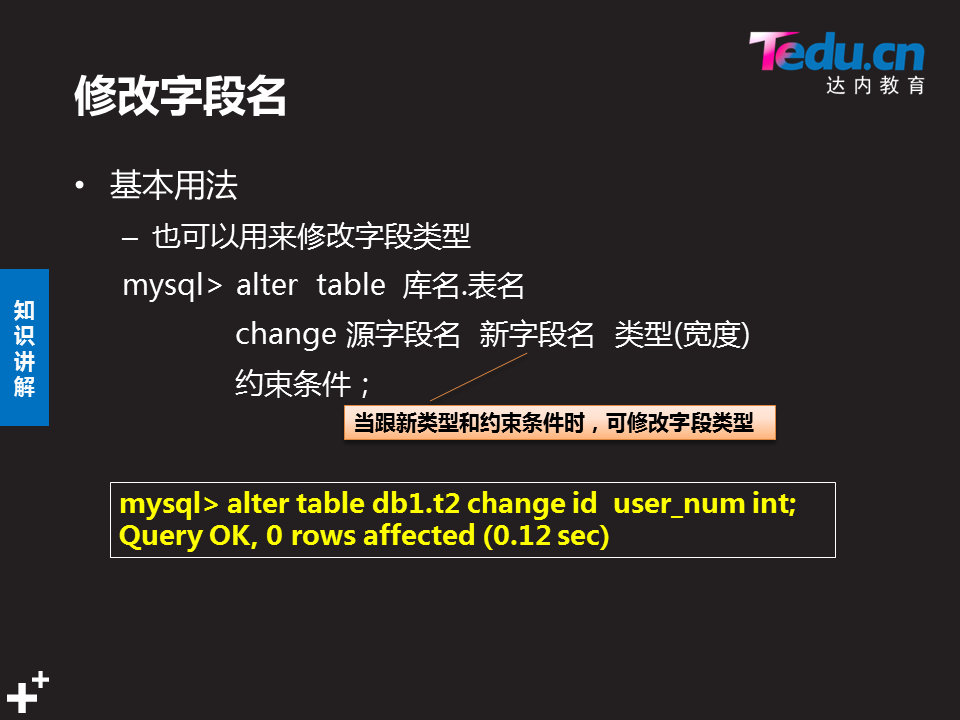 Tedu.cn
达内教育
修改字段名
• 基本用法
– 也可以用来修改字段类型
mysql> alter table 库名.表名
change 源字段名 新字段名 类型(宽度)
约束条件；
当跟新类型和约束条件时，可修改字段类型
知识讲解
mysql> alter table db1.t2 change id user_num int;
Query OK, 0 rows affected (0.12 sec)